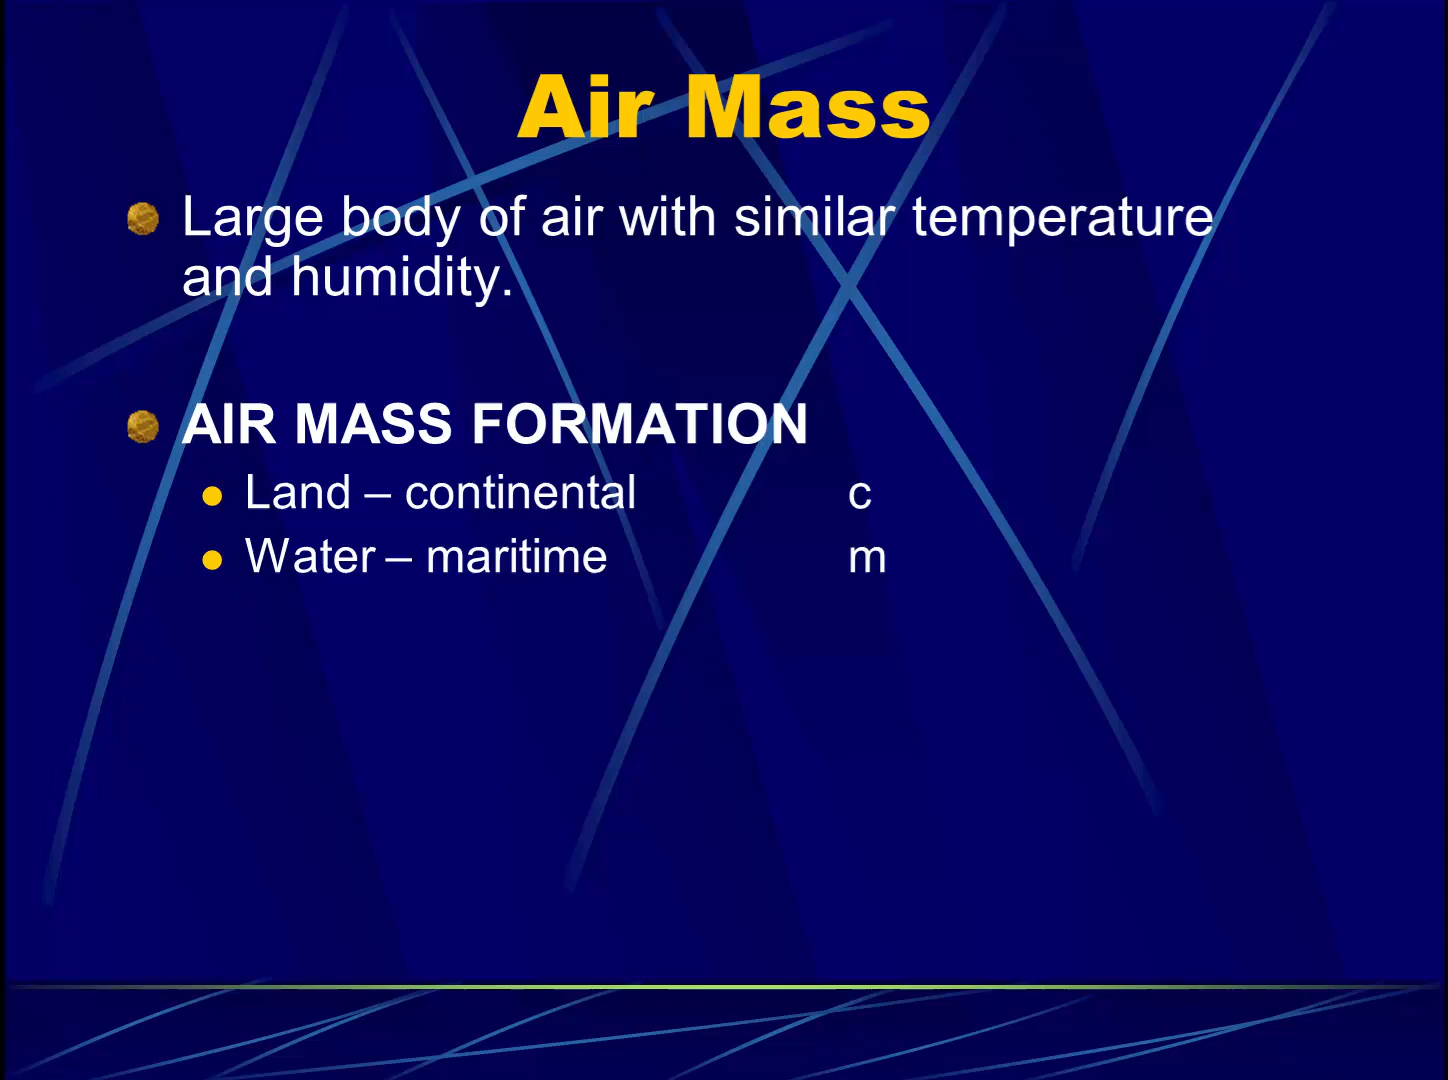 Air Mass
Large body of air with similar temperature
and humidity.
AIR MASS FORMATION
Land – continental c
Water – maritime m